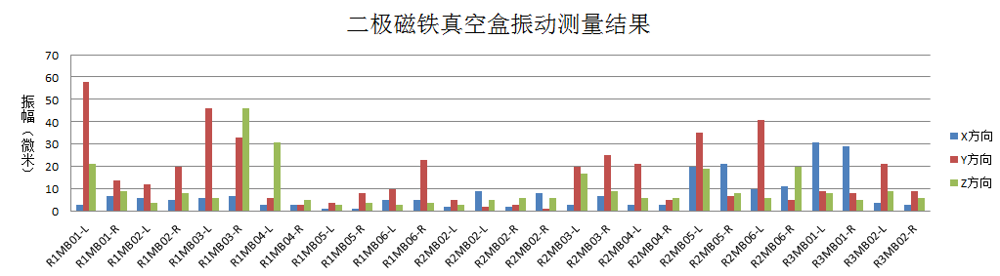 二极磁铁真空盒振动测量结果
振幅（微米）
70
60
50
40
30
20
10
0
X方向
Y方向
Z方向
R1MB01-L
R1MB01-R
R1MB02-L
R1MB02-R
R1MB03-L
R1MB03-R
R1MB04-L
R1MB04-R
R1MB05-L
R1MB05-R
R1MB06-L
R1MB06-R
R2MB02-L
R2MB02-L
R2MB02-R
R2MB02-R
R2MB03-L
R2MB03-R
R2MB04-L
R2MB04-R
R2MB05-L
R2MB05-R
R2MB06-L
R2MB06-R
R3MB01-L
R3MB01-R
R3MB02-L
R3MB02-R